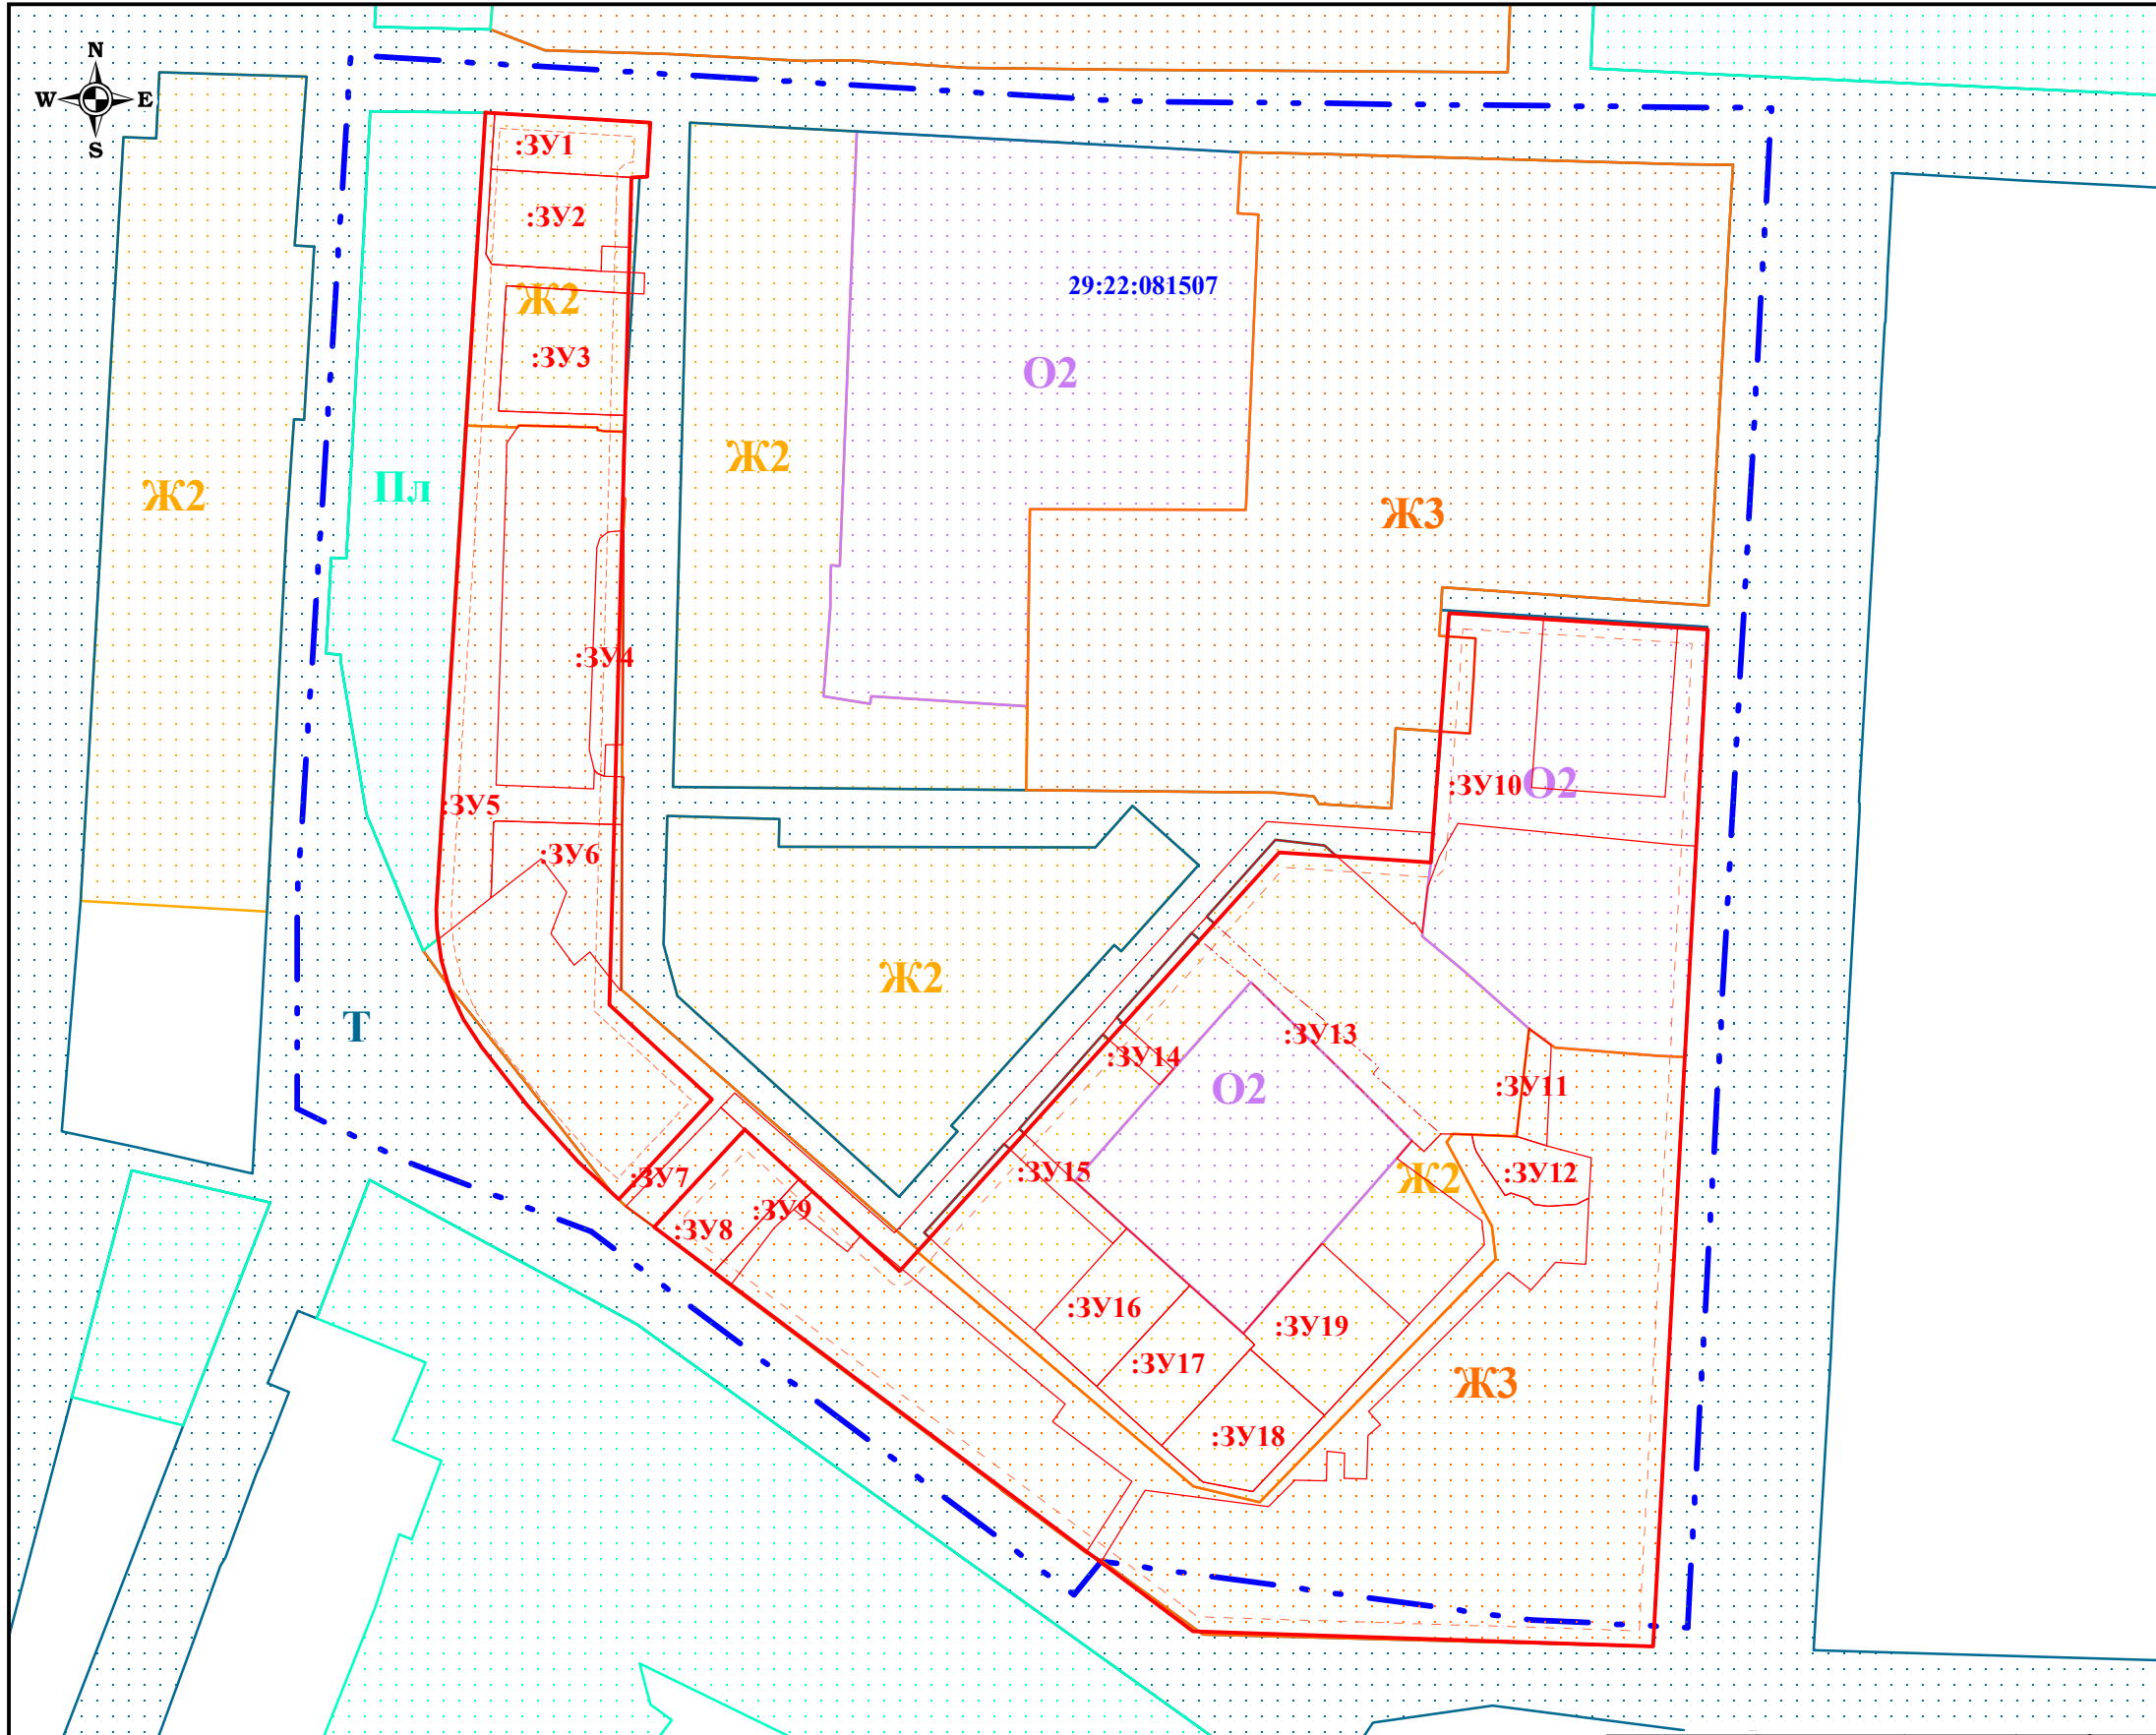 N
W E
S
:ЗУ1
:ЗУ2
29:22:081507
Ж2
:ЗУ3
О2
Ж2
Ж2
Пл
Ж3
:ЗУ4
:ЗУ10
О2
:ЗУ5
:ЗУ6
Ж2
Т
:ЗУ13
:ЗУ14
О2
:ЗУ11
:ЗУ7
:ЗУ15
Ж2
:ЗУ12
:ЗУ9
:ЗУ8
:ЗУ16
:ЗУ19
:ЗУ17
Ж3
:ЗУ18